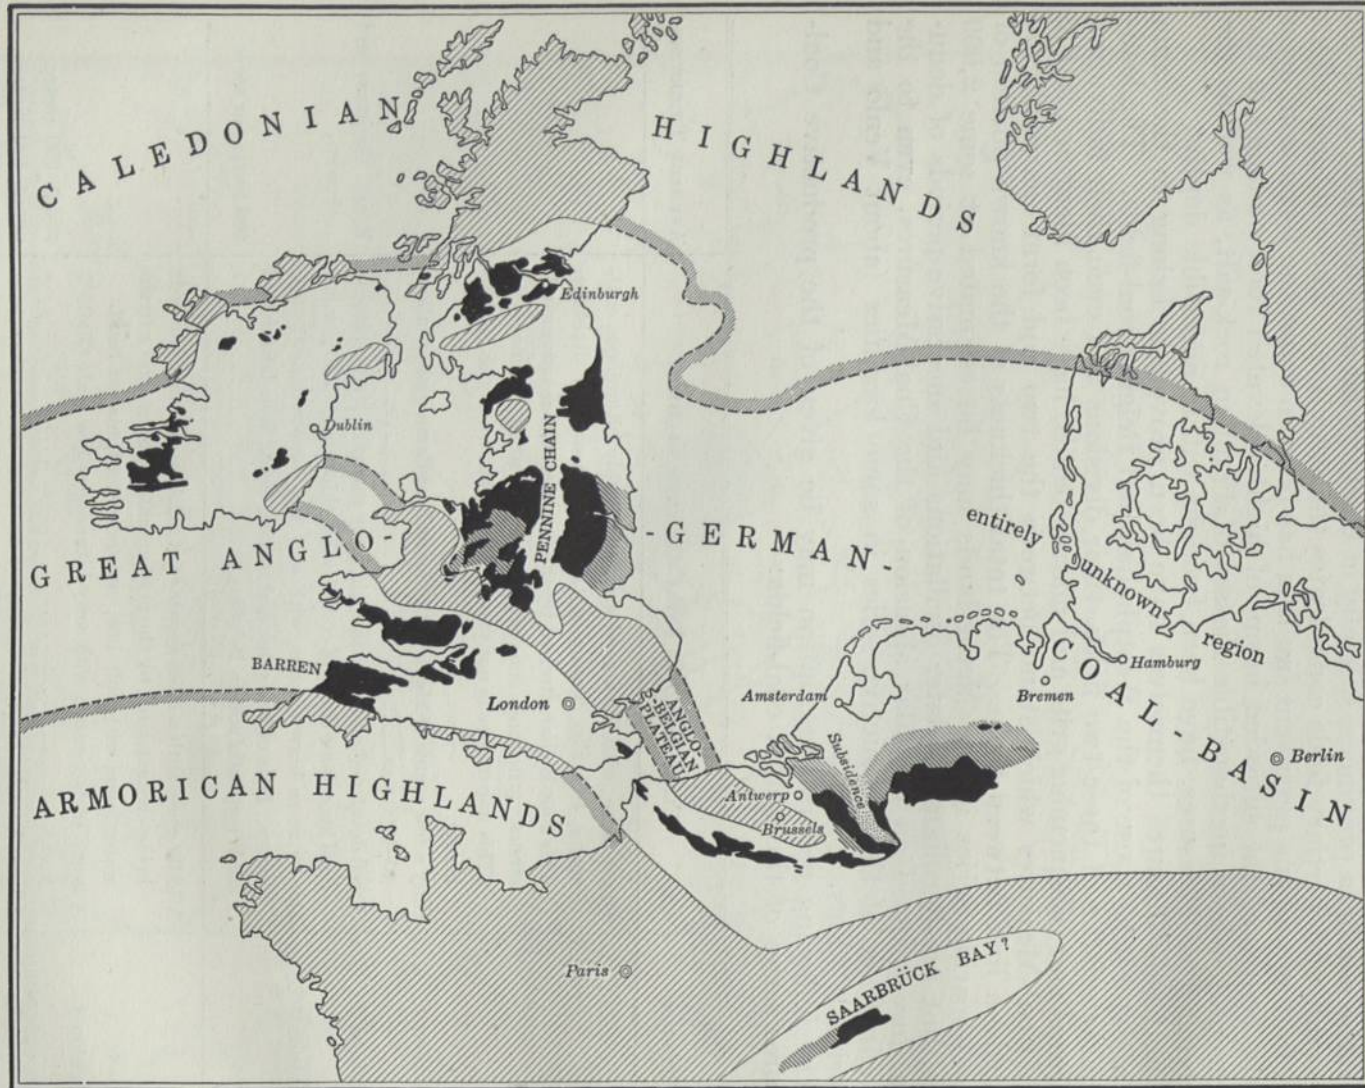 CALEDONIAN HIGHLANDS
Edinburgh
Dublin
PENNINE CHAIN
GREAT ANGLO-
-GERMAN-
COAL-BASIN
entirely
unknown
region
Hamburg
Bremen
Berlin
BARREN
London
Amsterdam
ANGLO-
-BELGIAN
PLATEAU
Subsidence
Antwerp
Brussels
ARMORICAN HIGHLANDS
Paris
SAARBRÜCK BAY?